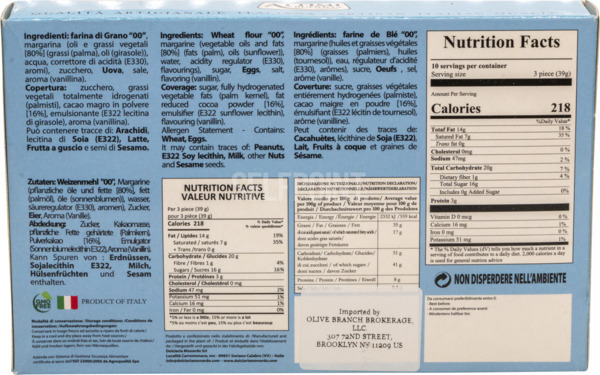 Ingredienti: farina di Grano "00",
margarina (oli e grassi vegetali
[80%] (grassi (palma), oli (girasole)),
acqua, correttore di acidità (E330),
aromi), zucchero, Uova, sale,
aroma (vanillina).
Copertura: zucchero, grassi
vegetali totalmente idrogenati
(palmisti), cacao magro in polvere
[16%], emulsionante (E322 lecitina
di girasole), aroma (vanillina).
Può contenere tracce di: Arachidi,
lecitina di Soia (E322), Latte,
Frutta a guscio e semi di Sesamo.
Ingredients: Wheat flour "00",
margarine (vegetable oils and fats
[80%] (fats (palm), oils (sunflower)),
water, acidity regulator (E330),
flavourings), sugar, Eggs, salt,
flavoring (vanillin).
Coverage: sugar, fully hydrogenated
vegetable fats (palm kernel), fat
reduced cocoa powder [16%],
emulsifier (E322 sunflower lecithin),
flavouring (vanillin).
Allergen Statement - Contains:
Wheat, Eggs.
It may contain traces of: Peanuts,
E322 Soy lecithin, Milk, other Nuts
and Sesame seeds.
Ingrédients: farine de Blé "00",
margarine (huiles et graisses végétales
[80%] (graisses (palmiers), huiles
(tournesol)), eau, régulateur d'acidité
(E330), arômes), sucre, Oeufs , sel,
arôme (vanilline).
Couverture: sucre, graisses végétales
entièrement hydrogénées (palmiste),
cacao maigre en poudre [16%],
émulsifiant (E322 lécitine de tournesol),
arôme (vanilline).
Peut contenir des traces de:
Cacahuètes, lécithine de Soja (E322),
Lait, Fruits à coque et graines de
Sésame.
Nutrition Facts
10 servings per container
Serving size 3 piece (39g)
Amount Per Serving
Calories 218
%Daily Value*
Total Fat 14g 18 %
Saturated Fat 7g 35 %
Trans fat 0g
Cholesterol 0mg 0 %
Sodium 47mg 2 %
Total Carbohydrate 20g 7 %
Dietary fiber 1g 4 %
Total Sugar 16g
Includes 0g Added Sugar 0%
Protein 3g
Vitamin D 0 mcg 0 %
Calcium 16 mg 1%
Iron 0 mg 0%
Potassium 51 mg 1%
* The % Daily Values (dV) tells you how much a nutrient in a
serving of food contributes to a daily diet. 2,000 calories a day
is used for general nutrition advice
Zutaten: Weizenmehl "00", Margarine
(pflanzliche öle und fette [80%], fett
(palmöl), öle (sonnenblumen)), wasser,
säureregulator (E330), aromen), Zucker,
Eier, Aroma (Vanille).
Abdeckung: Zucker, Kakaomasse,
pflanzliche Fette gehärtete (Palmkern),
Pulverkakao [16%], Emulgator
(Sonnenblumelecithin E322), Aroma (Vanillin).
Kann Spuren von : Erdnüssen,
Sojalecithin E322, Milch,
Hülsenfrüchten und Sesam
enthalten.
NUTRITION FACTS
VALEUR NUTRITIVE
Per 3 piece (39 g)
pour 3 pièce (39 g)
Calories 218
% Daily Value*
% valeur quotidienne*
Fat / Lipides 14 g 19%
Saturated / saturés 7 g 35%
+ Trans /trans 0 g
Carbohydrate / Glucides 20 g
Fibre / Fibres 1 g 4%
Sugar / Sucres 16 g 16%
Protein / Protéines 3 g
Cholesterol / Cholestérol 0 mg
Sodium 47 mg 2%
Potassium 51 mg 1%
Calcium 16 mg 1%
Iron / Fer 0 mg 0%
*5% or less is a little, 15% or more is a lot
*5% ou moins c'est peu, 15% ou plus c'est beaucoup
PRODUCT OF ITALY
NON DISPERDERE NELL'AMBIENTE
Imported by
OLIVE BRANCH BROKERAGE,
LLC.
307 72ND STREET,
BROOKLYN NY 11209 US
Da consumarsi preferibilmente entro il:
Best before:
A consommer de preference avant:
Mindestens haltbar bis: